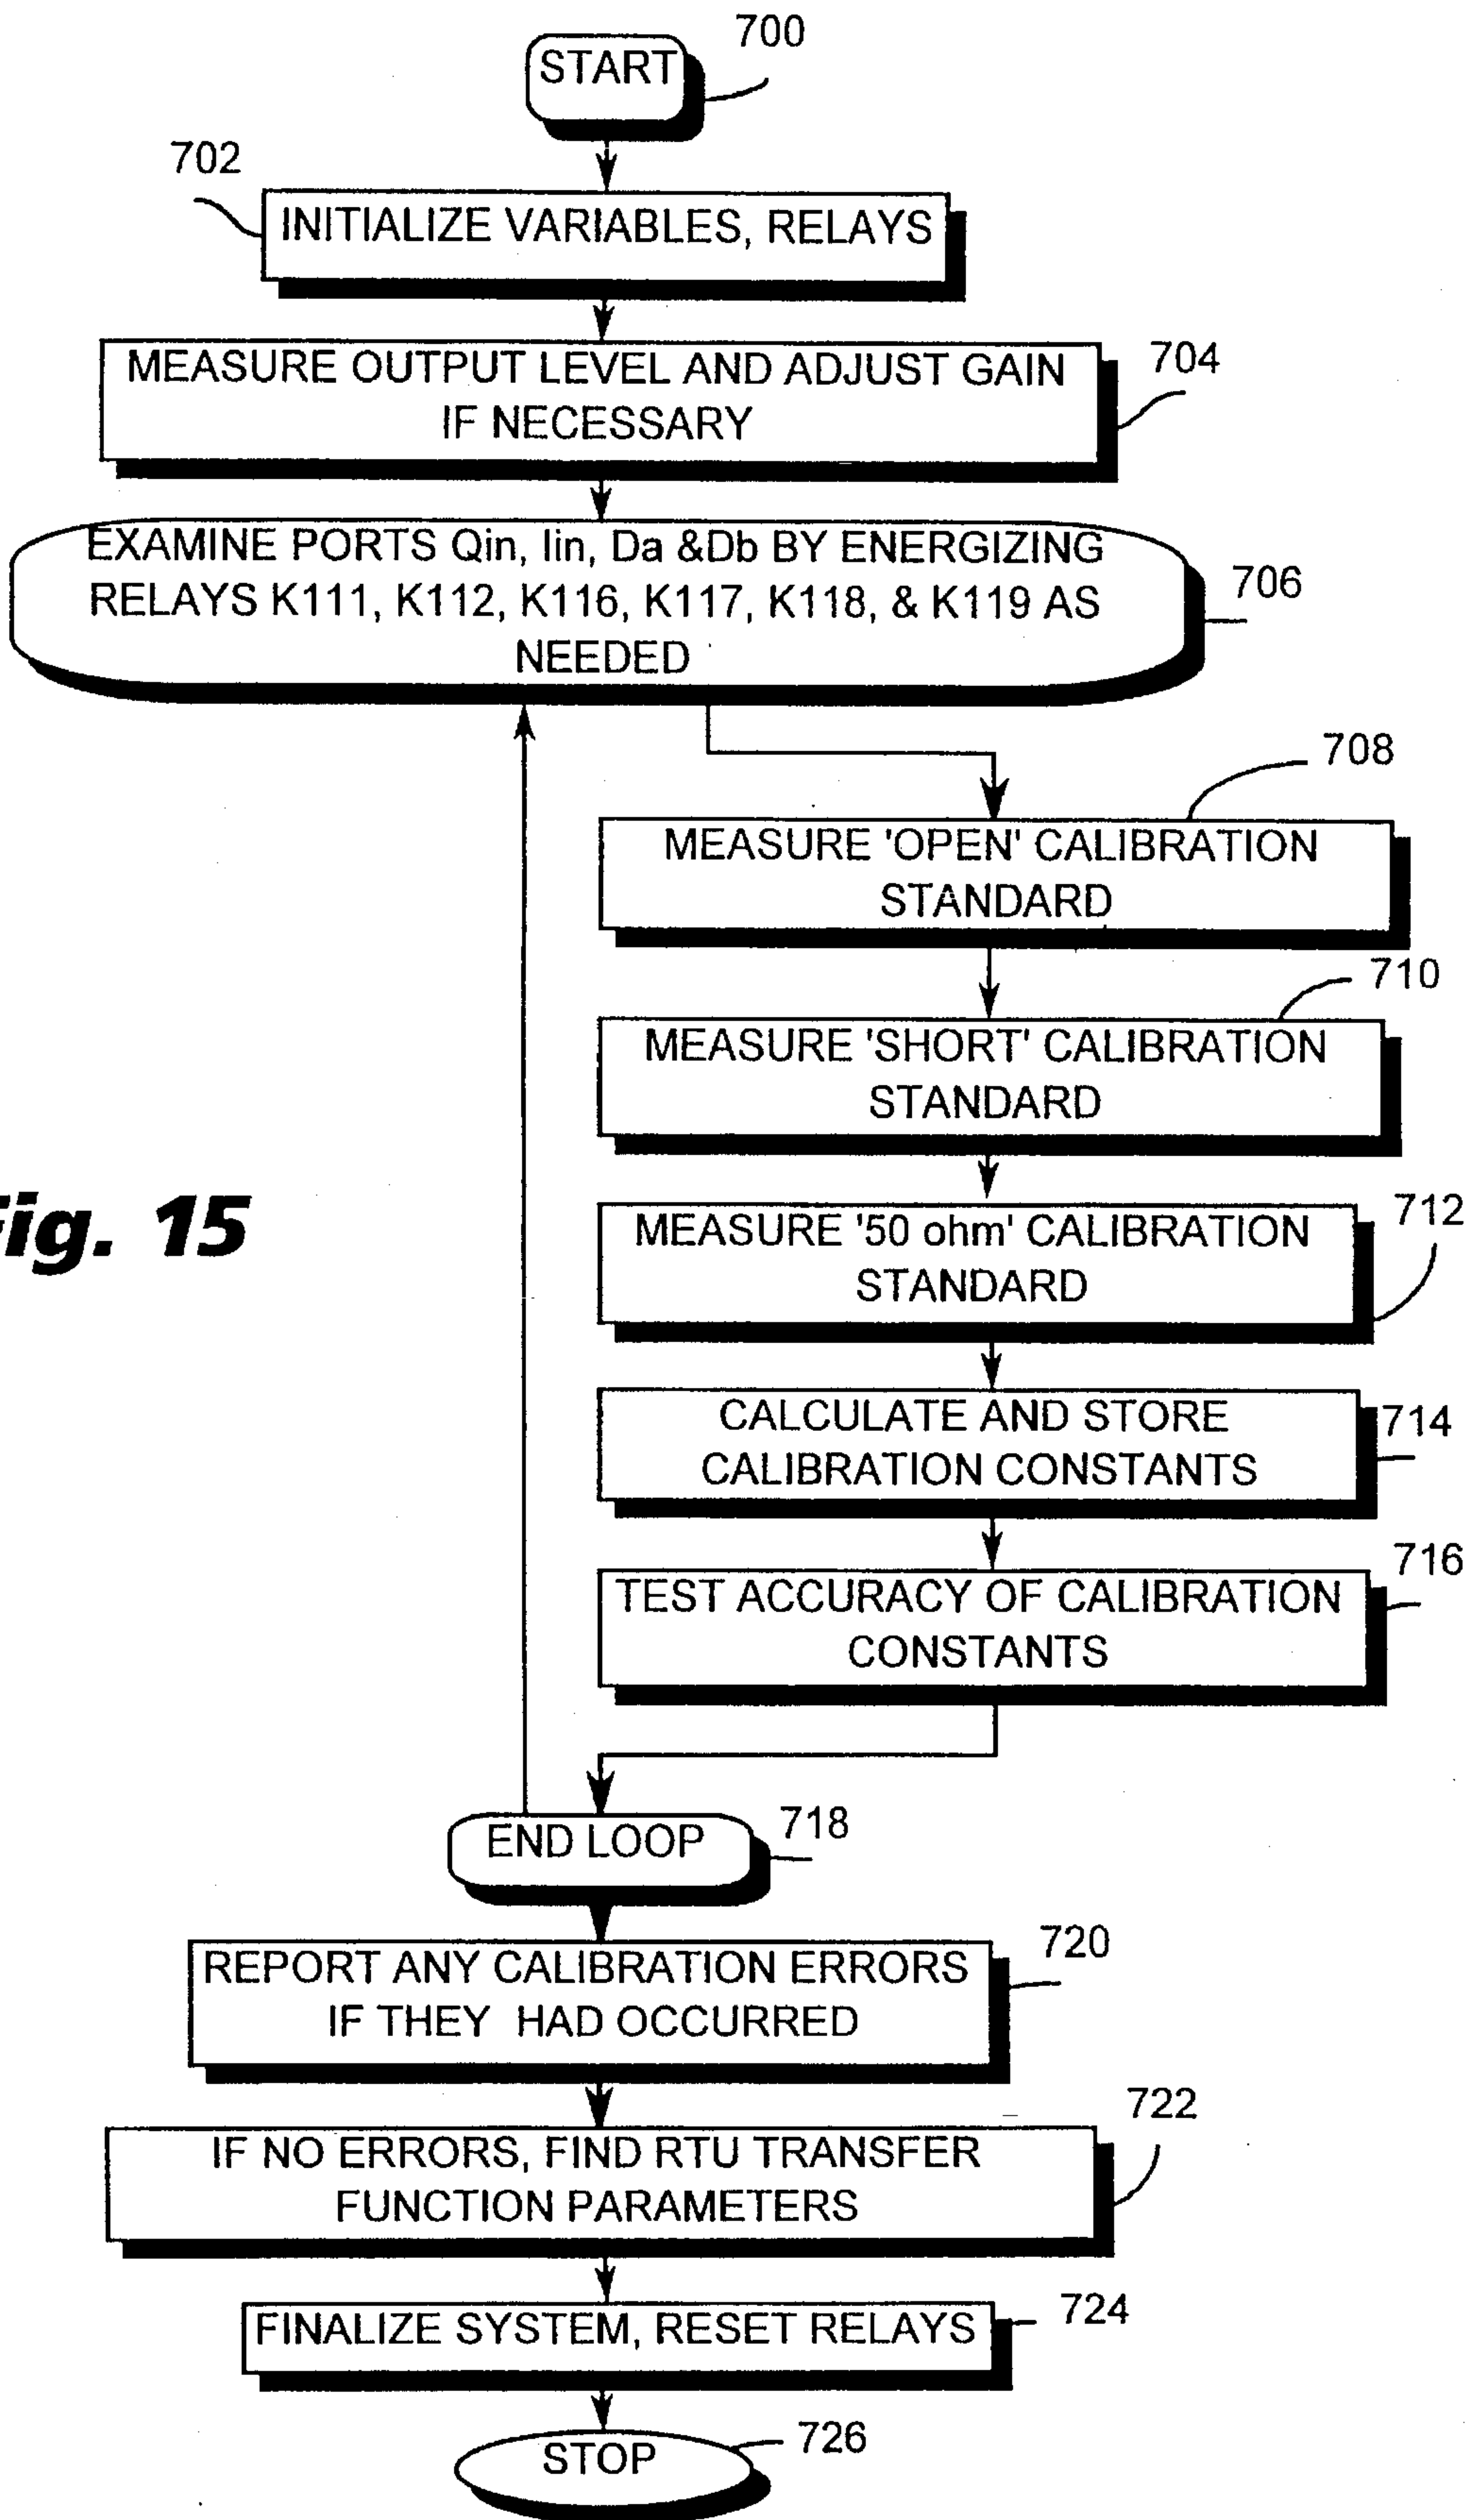 700
START
702
INITIALIZE VARIABLES, RELAYS
MEASURE OUTPUT LEVEL AND ADJUST GAIN
IF NECESSARY
704
EXAMINE PORTS Qin, Iin, Da &Db BY ENERGIZING
RELAYS K111, K112, K116, K117, K118, & K119 AS
NEEDED
706
708
MEASURE 'OPEN' CALIBRATION
STANDARD
710
MEASURE 'SHORT' CALIBRATION
STANDARD
Fig. 15
712
MEASURE '50 ohm' CALIBRATION
STANDARD
CALCULATE AND STORE
CALIBRATION CONSTANTS
714
716
TEST ACCURACY OF CALIBRATION
CONSTANTS
END LOOP
718
REPORT ANY CALIBRATION ERRORS
IF THEY HAD OCCURRED
720
722
IF NO ERRORS, FIND RTU TRANSFER
FUNCTION PARAMETERS
FINALIZE SYSTEM, RESET RELAYS
724
STOP
726